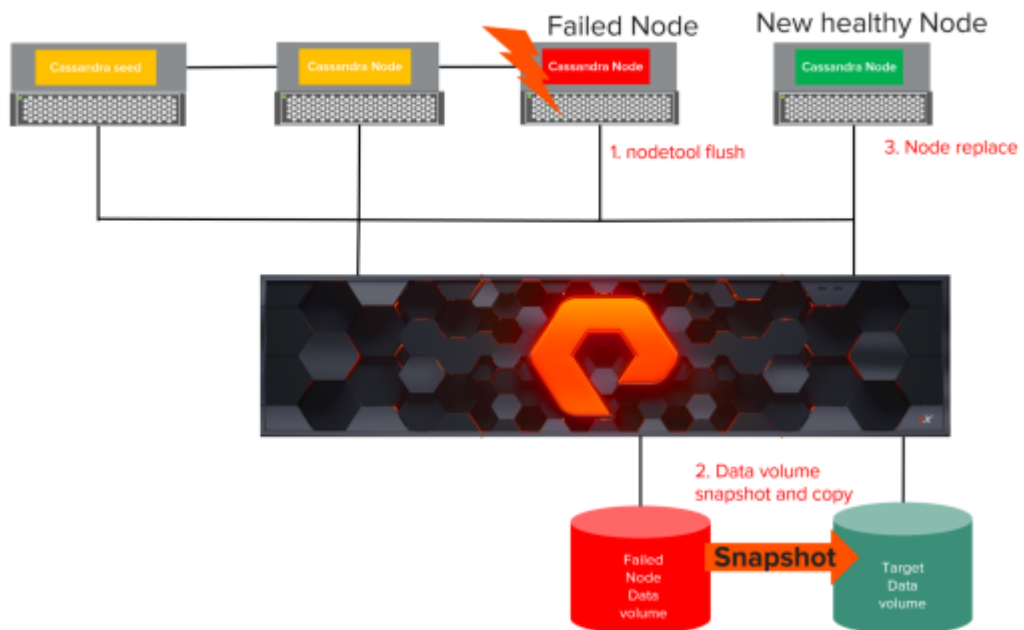 Failed Node
New healthy Node
Cassandra seed
Cassandra Node
Cassandra Node
Cassandra Node
1. nodetool flush
3. Node replace
2. Data volume
snapshot and copy
Snapshot
Failed
Node
Data
volume
Target
Data
volume